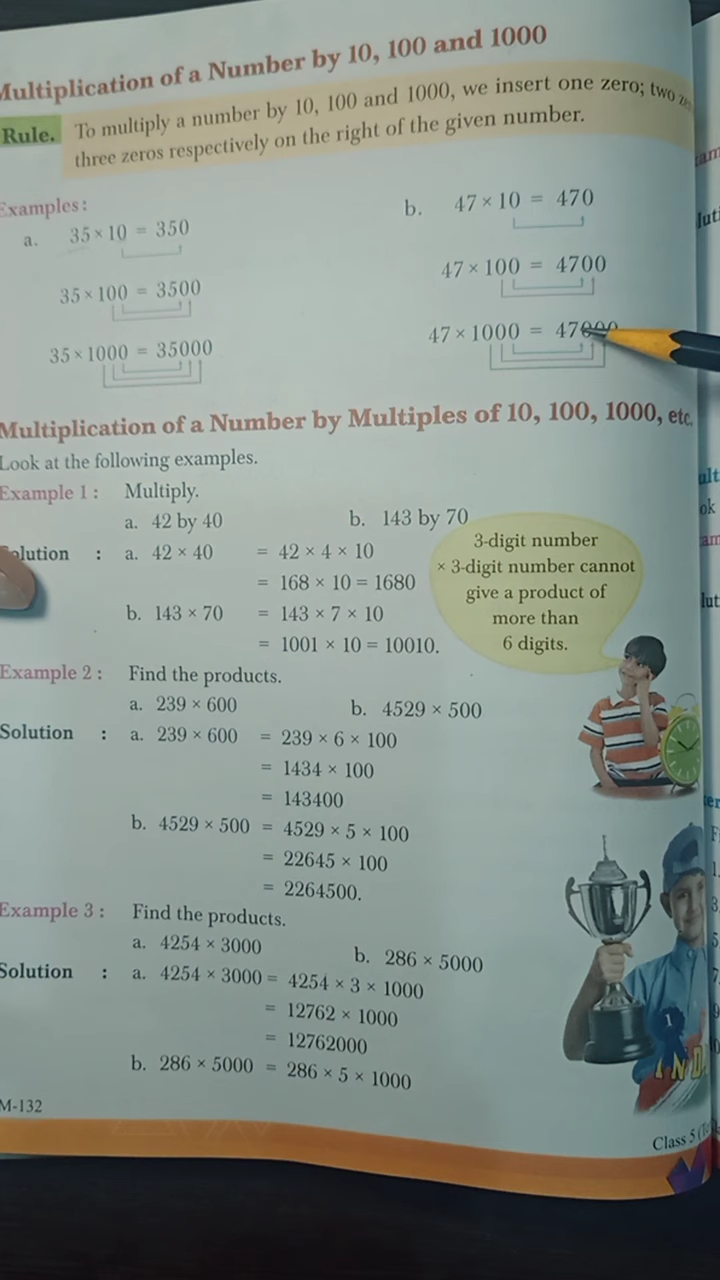 Multiplication of a Number by 10, 100 and 1000
Rule. To multiply a number by 10, 100 and 1000, we insert one zero; two
three zeros respectively on the right of the given number.
Examples:
a. 35 × 10 = 350
b. 47 × 10 = 470
35 × 100 = 3500
47 × 100 = 4700
35 × 1000 = 35000
47 × 1000 = 47000
Multiplication of a Number by Multiples of 10, 100, 1000, etc.
Look at the following examples.
Example 1 : Multiply.
a. 42 by 40 b. 143 by 70
Solution : a. 42 × 40 = 42 × 4 × 10
= 168 × 10 = 1680
b. 143 × 70 = 143 × 7 × 10
= 1001 × 10 = 10010.
3-digit number
× 3-digit number cannot
give a product of
more than
6 digits.
Example 2 : Find the products.
a. 239 × 600 b. 4529 × 500
Solution : a. 239 × 600 = 239 × 6 × 100
= 1434 × 100
= 143400
b. 4529 × 500 = 4529 × 5 × 100
= 22645 × 100
= 2264500.
Example 3 : Find the products.
a. 4254 × 3000 b. 286 × 5000
Solution : a. 4254 × 3000 = 4254 × 3 × 1000
= 12762 × 1000
= 12762000
b. 286 × 5000 = 286 × 5 × 1000
1
IND
M-132
Class 5